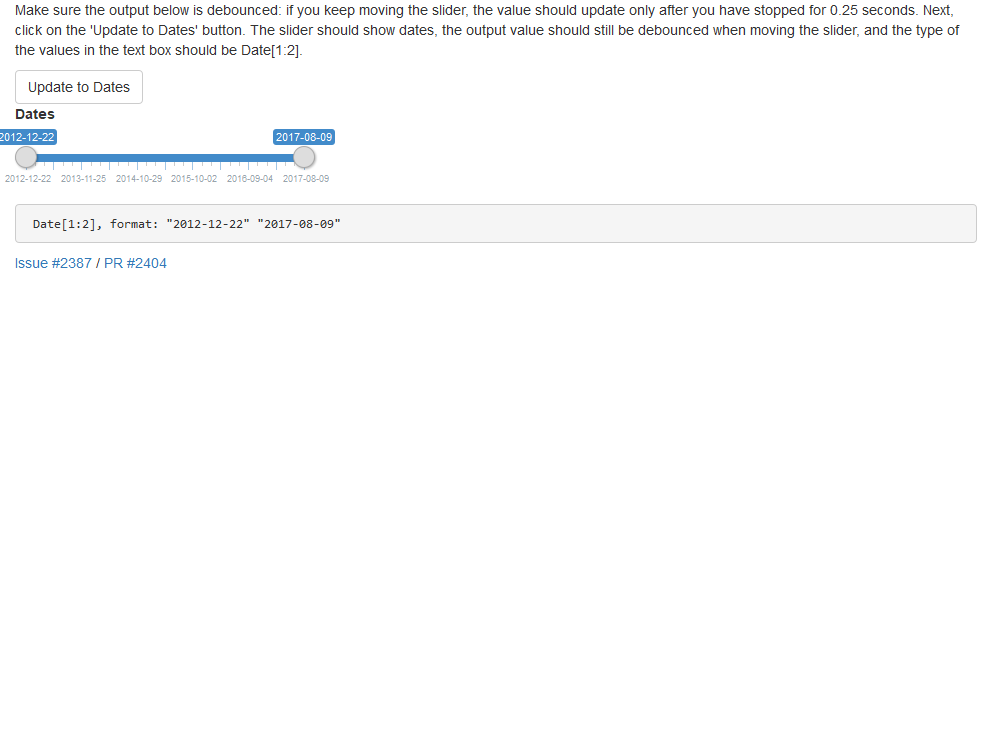 Make sure the output below is debounced: if you keep moving the slider, the value should update only after you have stopped for 0.25 seconds. Next,
click on the 'Update to Dates' button. The slider should show dates, the output value should still be debounced when moving the slider, and the type of
the values in the text box should be Date[1:2].
Update to Dates
Dates
2012-12-22 2017-08-09
2012-12-22 2013-11-25 2014-10-29 2015-10-02 2016-09-04 2017-08-09
Date[1:2], format: "2012-12-22" "2017-08-09"
Issue #2387 / PR #2404